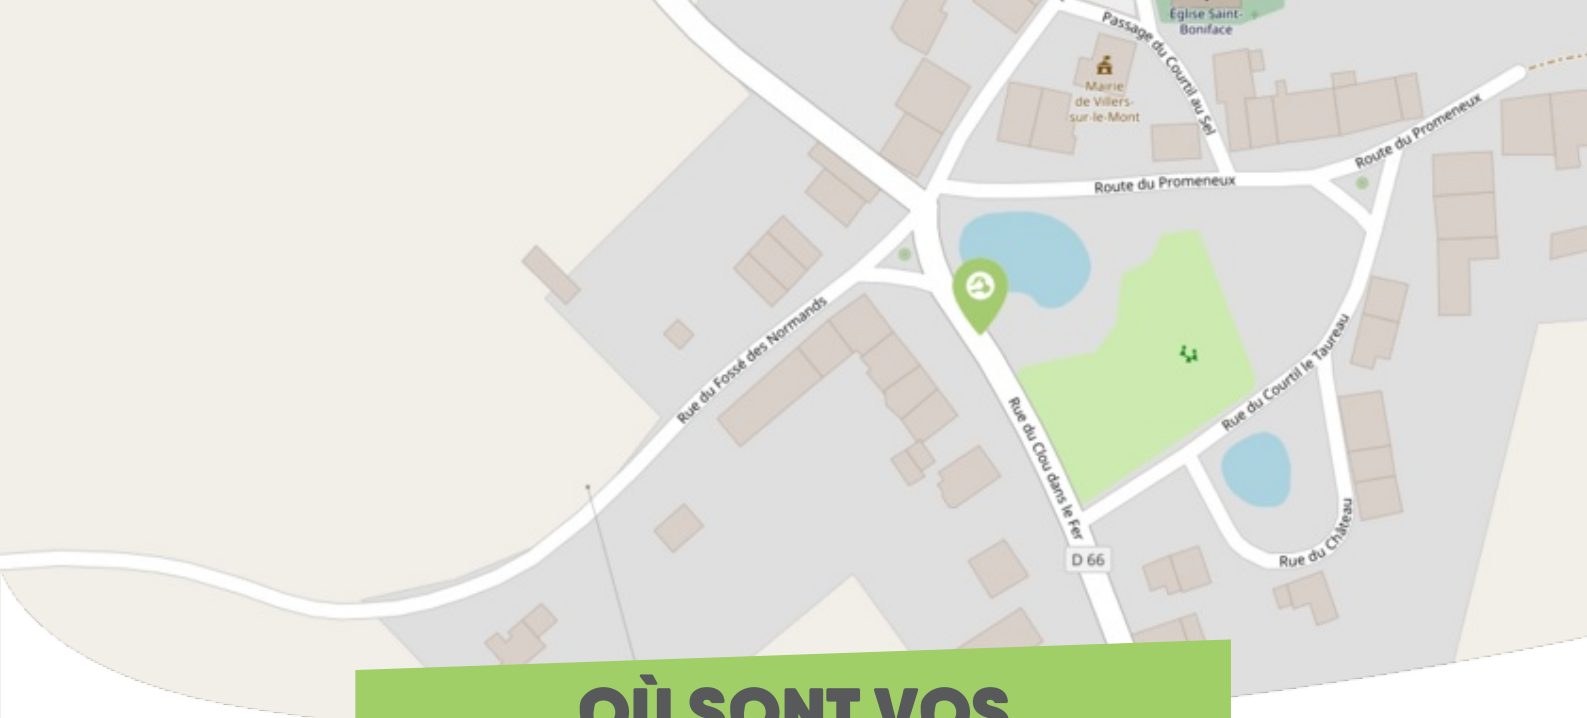 Passage du Courtil au Sel
Église Saint-
Boniface
Mairie
de Villers-
sur-le-Mont
Route du Promeneux
Route du Promeneux
Rue du Fossé des Normands
Rue du Courtil le Taureau
Rue du Clou dans le Fer
Rue du Château
D 66
OÙ SONT VOS